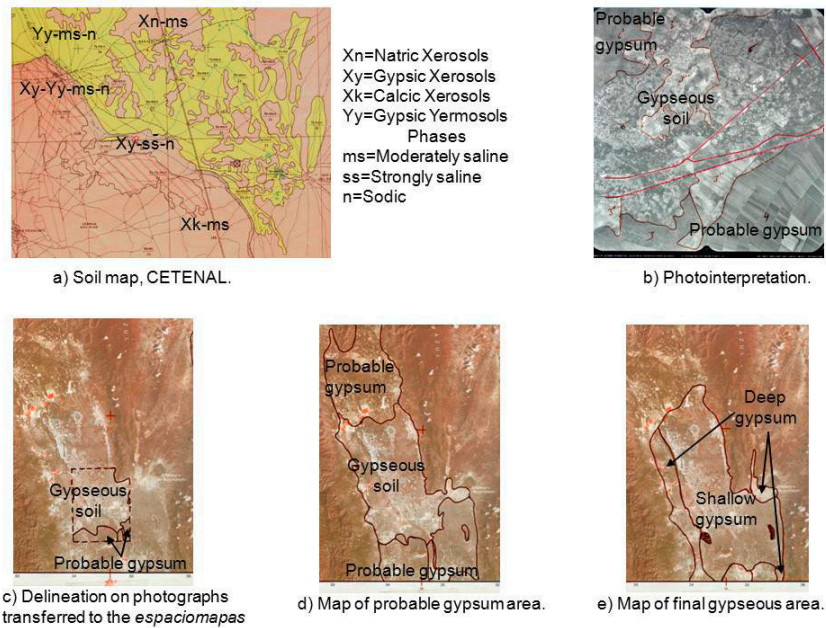 Yy-ms-n
Xn-ms
Xy-Yy-ms-n
Xy-ss-n
Xk-ms
Xn=Natric Xerosols
Xy=Gypsic Xerosols
Xk=Calcic Xerosols
Yy=Gypsic Yermosols
Phases
ms=Moderately saline
ss=Strongly saline
n=Sodic
a) Soil map, CETENAL.
Probable
gypsum
Gypseous
soil
Probable gypsum
b) Photointerpretation.
Gypseous
soil
Probable gypsum
c) Delineation on photographs
transferred to the espaciomapas
Probable
gypsum
Gypseous
soil
Probable gypsum
d) Map of probable gypsum area.
Deep
gypsum
Shallow
gypsum
e) Map of final gypseous area.